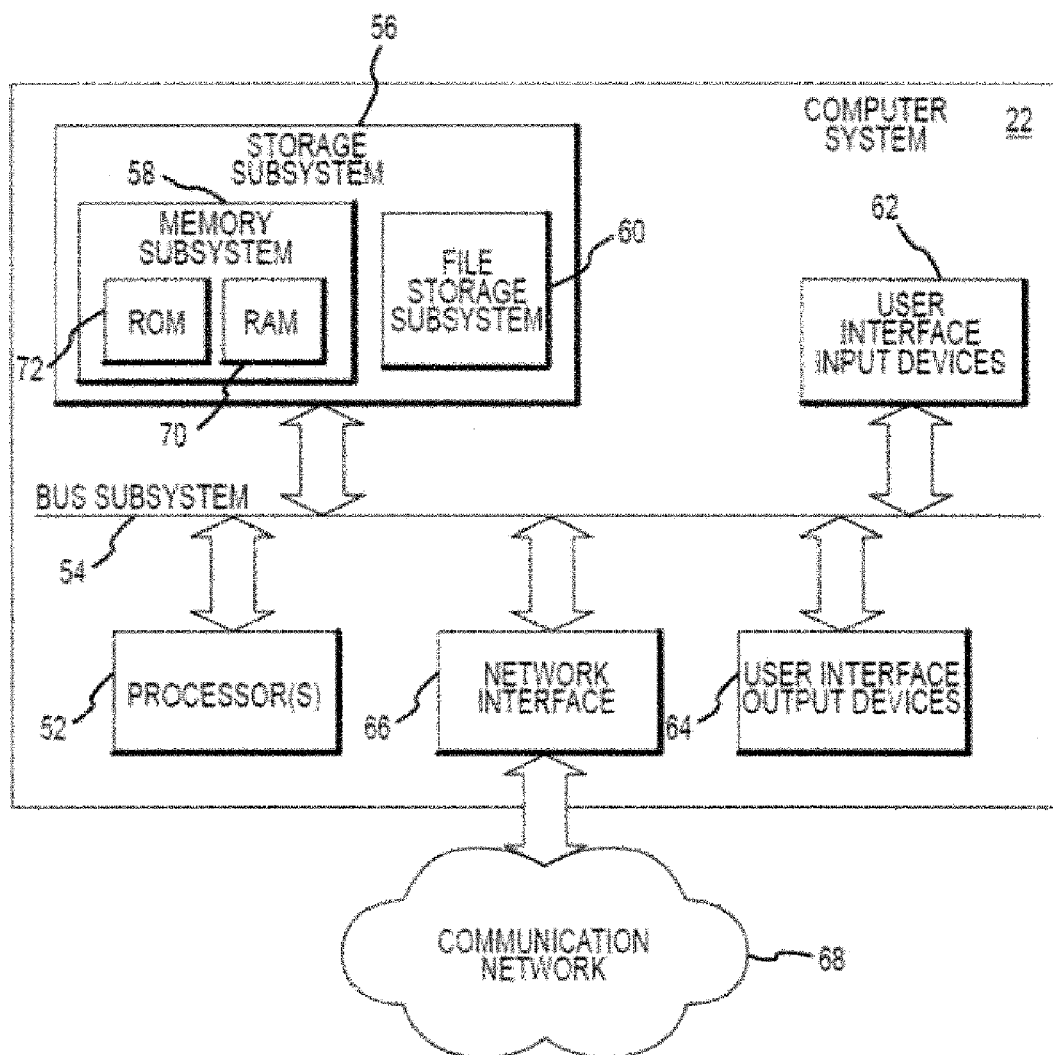 56
COMPUTER
SYSTEM
22
STORAGE
SUBSYSTEM
58
MEMORY
SUBSYSTEM
ROM
RAM
72
70
FILE
STORAGE
SUBSYSTEM
60
62
USER
INTERFACE
INPUT DEVICES
BUS SUBSYSTEM
54
PROCESSOR(S)
52
NETWORK
INTERFACE
66
USER INTERFACE
OUTPUT DEVICES
64
COMMUNICATION
NETWORK
68